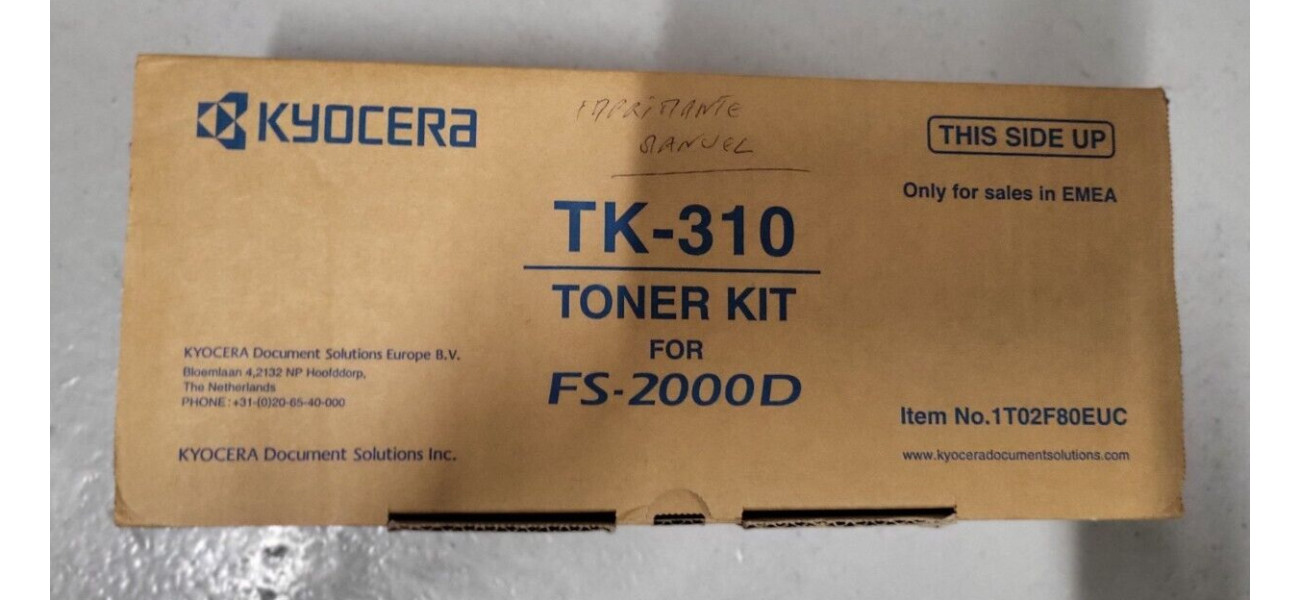 KYOCERA
IMPRIMANTE
MANUEL
THIS SIDE UP
Only for sales in EMEA
TK-310
TONER KIT
FOR
FS-2000D
KYOCERA Document Solutions Europe B.V.
Bloemlaan 4,2132 NP Hoofddorp,
The Netherlands
PHONE:+31-(0)20-65-40-000
KYOCERA Document Solutions Inc.
Item No.1T02F80EUC
www.kyoceradocumentsolutions.com